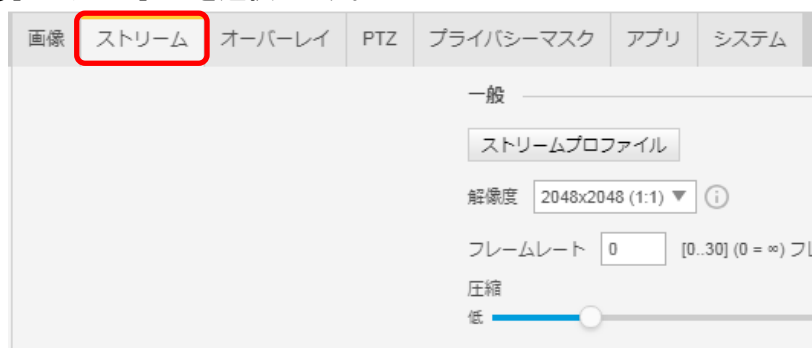 画像 ストリーム オーバーレイ PTZ プライバシーマスク アプリ システム
一般
ストリームプロファイル
解像度 2048x2048 (1:1)
フレームレート 0 [0..30] (0 = ∞) フ
圧縮
低